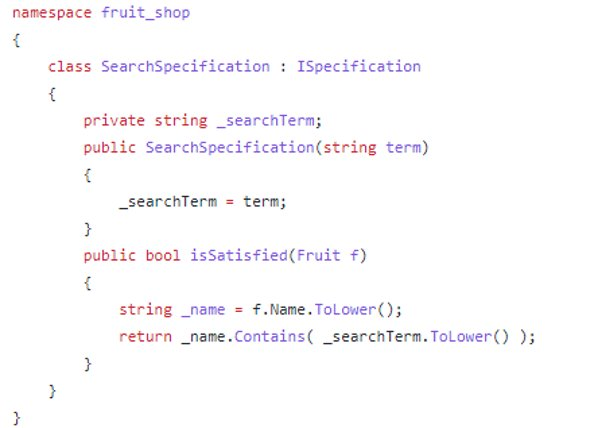 namespace fruit_shop
{
    class SearchSpecification : ISpecification
    {
        private string _searchTerm;
        public SearchSpecification(string term)
        {
            _searchTerm = term;
        }
        public bool isSatisfied(Fruit f)
        {
            string _name = f.Name.ToLower();
            return _name.Contains( _searchTerm.ToLower() );
        }
    }
}